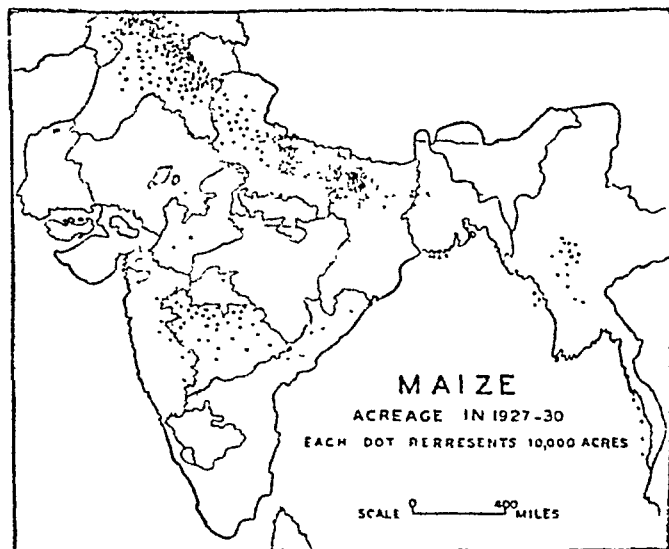 MAIZE
ACREAGE IN 1927-30
EACH DOT RERRESENTS 10,000 ACRES
SCALE 0 400 MILES